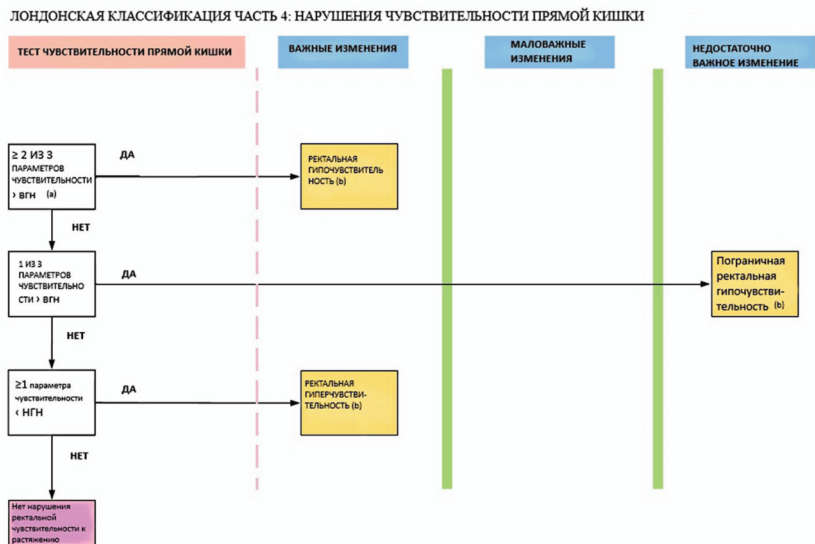 ЛОНДОНСКАЯ КЛАССИФИКАЦИЯ ЧАСТЬ 4: НАРУШЕНИЯ ЧУВСТВИТЕЛЬНОСТИ ПРЯМОЙ КИШКИ
ТЕСТ ЧУВСТВИТЕЛЬНОСТИ ПРЯМОЙ КИШКИ
ВАЖНЫЕ ИЗМЕНЕНИЯ
МАЛОВАЖНЫЕ
ИЗМЕНЕНИЯ
НЕДОСТАТОЧНО
ВАЖНОЕ ИЗМЕНЕНИЕ
≥ 2 ИЗ 3
ПАРАМЕТРОВ
ЧУВСТВИТЕЛЬНОСТИ
› ВГН (a)
ДА
РЕКТАЛЬНАЯ
ГИПОЧУВСТВИТЕЛЬ
НОСТЬ (b)
НЕТ
1 ИЗ 3
ПАРАМЕТРОВ
ЧУВСТВИТЕЛЬНО
СТИ › ВГН
ДА
Пограничная
ректальная
гипочувстви-
тельность (b)
НЕТ
≥1 параметра
чувствительности
‹ НГН
ДА
РЕКТАЛЬНАЯ
ГИПЕРЧУВСТВИ-
ТЕЛЬНОСТЬ (b)
НЕТ
Нет нарушения
ректальной
чувствительности к
растяжению